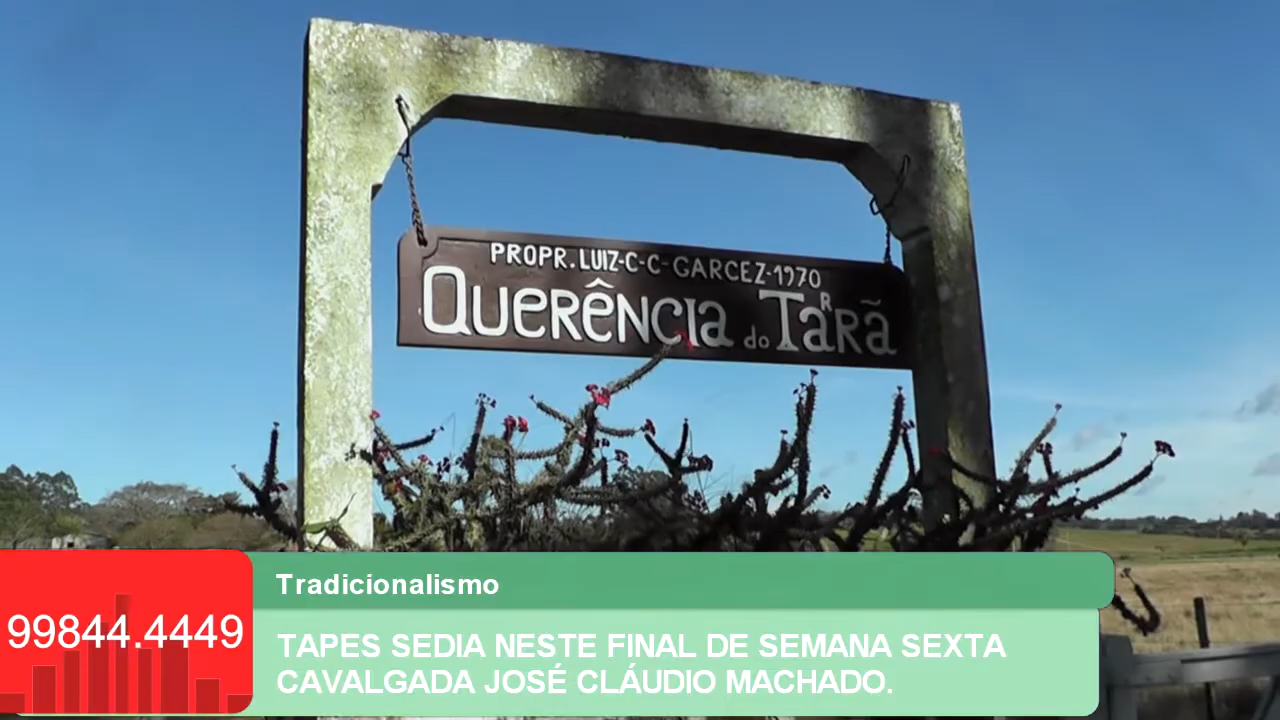 PROPR. LUIZ-C-C-GARCEZ-1970
QUERÊNCIA do TaRRã
99844.4449
Tradicionalismo
TAPES SEDIA NESTE FINAL DE SEMANA SEXTA
CAVALGADA JOSÉ CLÁUDIO MACHADO.